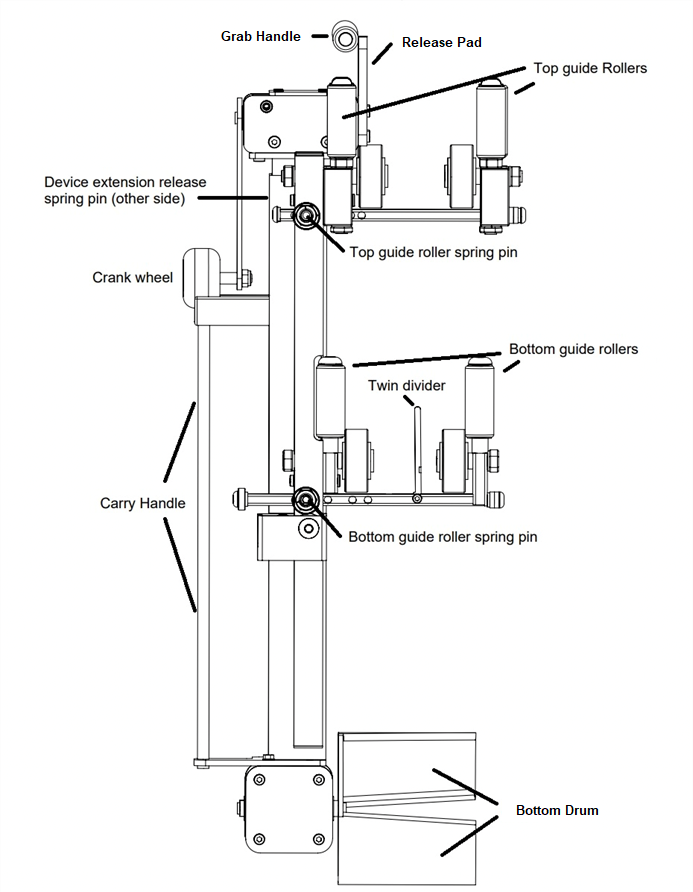 Grab Handle
Release Pad
Top guide Rollers
Device extension release
spring pin (other side)
Top guide roller spring pin
Crank wheel
Bottom guide rollers
Twin divider
Carry Handle
Bottom guide roller spring pin
Bottom Drum